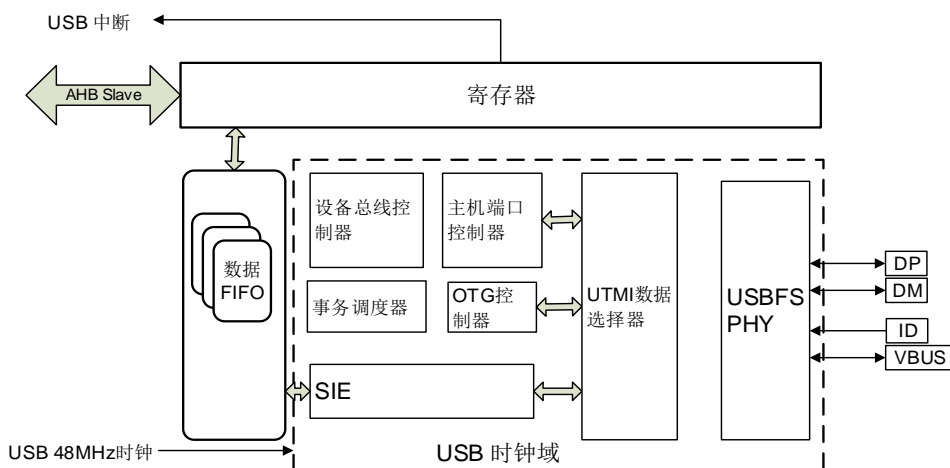 USB 中断
AHB Slave
寄存器
设备总线控
制器
主机端口
控制器
数据
FIFO
事务调度器
OTG控
制器
UTMI数据
选择器
USBFS
PHY
DP
DM
ID
VBUS
SIE
USB 48MHz时钟
USB 时钟域